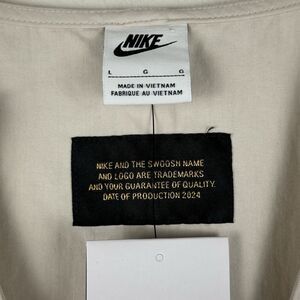 NIKE
L G G
MADE IN VIETNAM
FABRIQUE AU VIETNAM
NIKE AND THE SWOOSH NAME
AND LOGO ARE TRADEMARKS
AND YOUR GUARANTEE OF QUALITY.
DATE OF PRODUCTION 2024